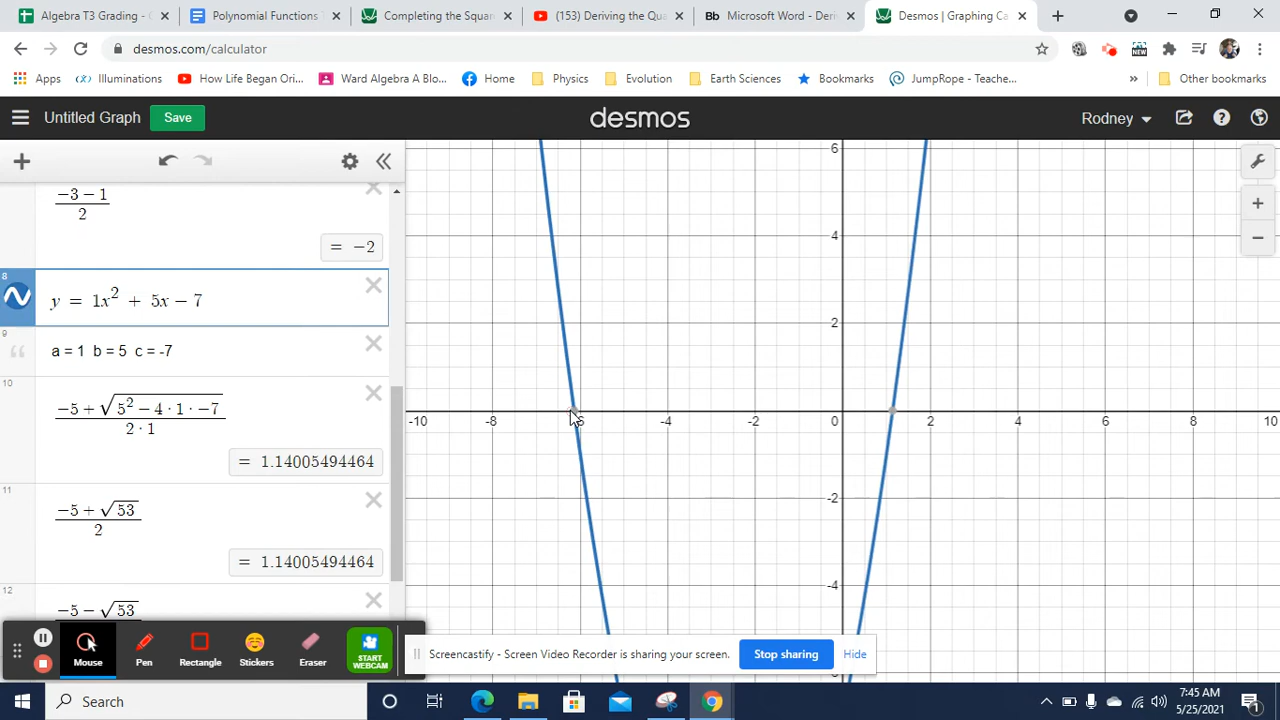 Algebra T3 Grading -
Polynomial Functions
Completing the Squar
(153) Deriving the Que
Bb Microsoft Word - Deri
Desmos | Graphing Ca
desmos.com/calculator
NEW
Apps
Illuminations
How Life Began Ori...
Ward Algebra A Blo...
Home
Physics
Evolution
Earth Sciences
Bookmarks
JumpRope - Teache...
Other bookmarks
Untitled Graph
Save
desmos
Rodney
−3 − 1
2
= −2
8
y = 1x² + 5x − 7
9
a = 1 b = 5 c = -7
10
−5 + √5² − 4 · 1 · −7
2 · 1
= 1.14005494464
11
−5 + √53
2
= 1.14005494464
12
−5 − √53
6
4
2
-10 -8 -6 -4 -2 0 2 4 6 8 10
-2
-4
Mouse
Pen
Rectangle
Stickers
Eraser
START
WEBCAM
Screencastify - Screen Video Recorder is sharing your screen.
Stop sharing
Hide
Search
7:45 AM
5/25/2021
1